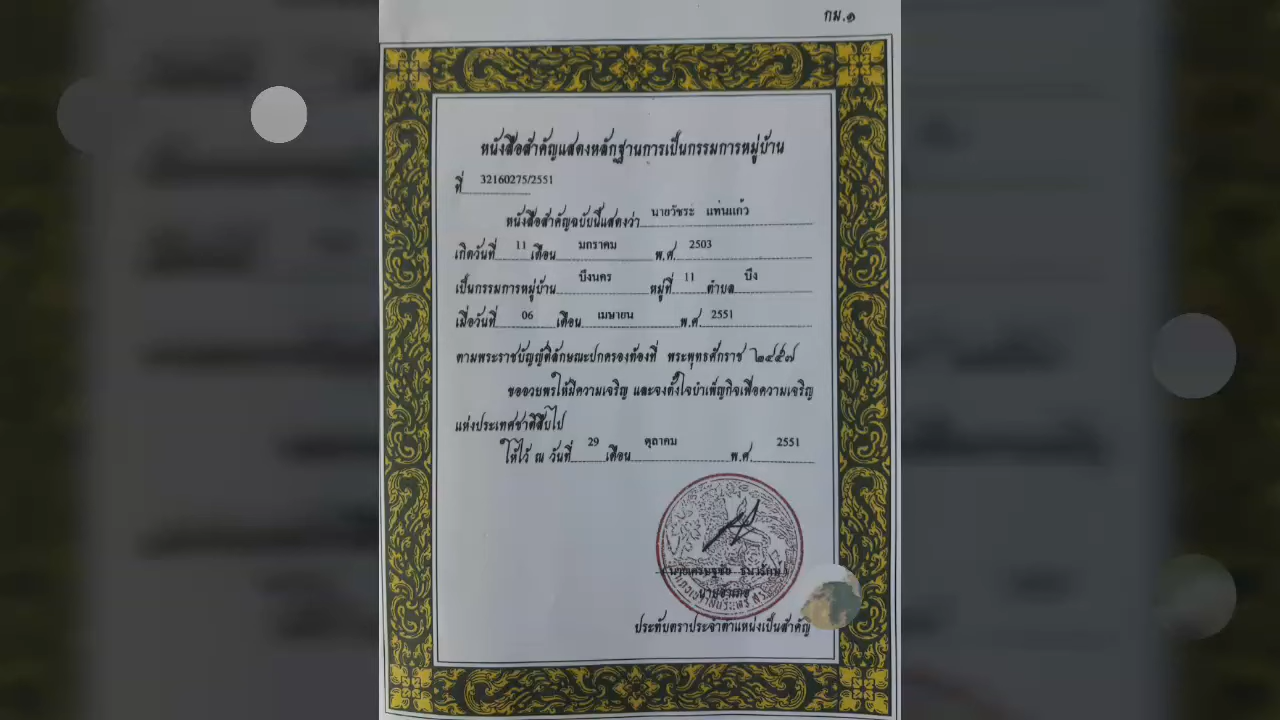 กม.๑
หนังสือสำคัญแสดงหลักฐานการเป็นกรรมการหมู่บ้าน
ที่ 32160275/2551
หนังสือสำคัญฉบับนี้แสดงว่า นายวัชระ แท่นแก้ว
เกิดวันที่ 11 เดือน มกราคม พ.ศ. 2503
เป็นกรรมการหมู่บ้าน บึงนคร หมู่ที่ 11 ตำบล บึง
เมื่อวันที่ 06 เดือน เมษายน พ.ศ 2551
ตามพระราชบัญญัติลักษณะปกครองท้องที่ พระพุทธศักราช ๒๔๕๗
ขออวยพรให้มีความเจริญ และจงตั้งใจบำเพ็ญกิจเพื่อความเจริญ
แห่งประเทศชาติสืบไป
ให้ไว้ ณ วันที่ 29 เดือน ตุลาคม พ.ศ. 2551
นายอำเภอ
ประทับตราประจำตำแหน่งเป็นสำคัญ